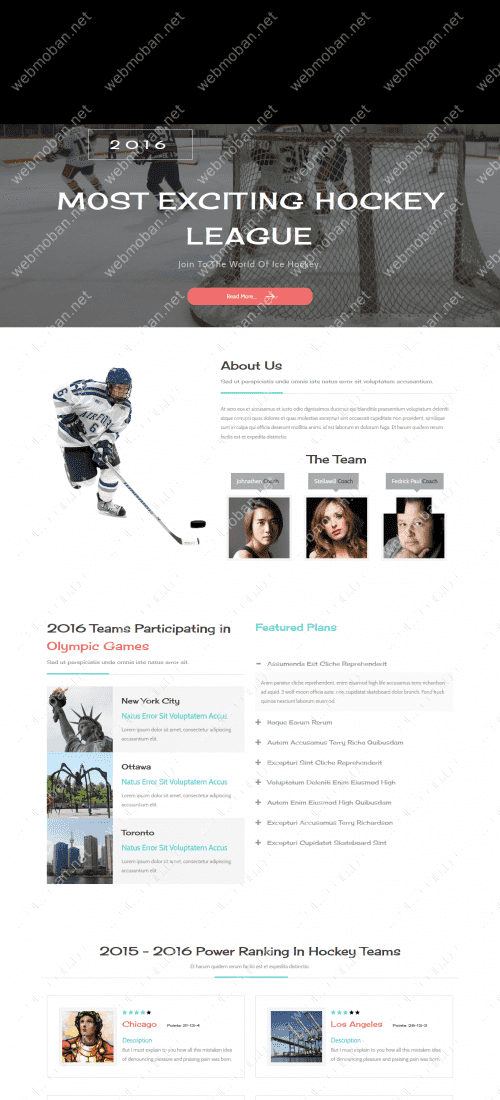 2016
MOST EXCITING HOCKEY
LEAGUE
Join To The World Of Ice Hockey.
Read More...
About Us
Sed ut perspiciatis unde omnis iste natus error sit voluptatem accusantium.
At vero eos et accusamus et iusto odio dignissimos ducimus qui blanditiis praesentium voluptatum deleniti
atque corrupti quos dolores et quas molestias excepturi sint occaecati cupiditate non provident, similique
sunt in culpa qui officia deserunt mollitia animi, id est laborum et dolorum fuga. Et harum quidem rerum
facilis est et expedita distinctio.
The Team
Johnathan Coach
Stellawell Coach
Fedrick Paul Coach
2016 Teams Participating in
Olympic Games
Sed ut perspiciatis unde omnis iste natus error sit.
New York City
Natus Error Sit Voluptatem Accus
Lorem ipsum dolor sit amet, consectetur adipiscing
accusantium elit.
Ottawa
Natus Error Sit Voluptatem Accus
Lorem ipsum dolor sit amet, consectetur adipiscing
accusantium elit.
Toronto
Natus Error Sit Voluptatem Accus
Lorem ipsum dolor sit amet, consectetur adipiscing
accusantium elit.
Featured Plans
Assumenda Est Cliche Reprehenderit
Anim pariatur cliche reprehenderit, enim eiusmod high life accusamus terry richardson
ad squid. 3 wolf moon officia aute, non cupidatat skateboard dolor brunch. Food truck
quinoa nesciunt laborum eiusmod.
Itaque Earum Rerum
Autem Accusamus Terry Richa Quibusdam
Excepturi Sint Cliche Reprehenderit
Voluptatum Deleniti Enim Eiusmod High
Autem Enim Eiusmod High Quibusdam
Excepturi Accusamus Terry Richardson
Excepturi Cupidatat Skateboard Sint
2015 - 2016 Power Ranking In Hockey Teams
Et harum quidem rerum facilis est et expedita distinctio.
Chicago Points: 31-13-4
Description
But I must explain to you how all this mistaken idea
of denouncing pleasure and praising pain was born.
Los Angeles Points: 28-13-3
Description
But I must explain to you how all this mistaken idea
of denouncing pleasure and praising pain was born.
webmoban.net